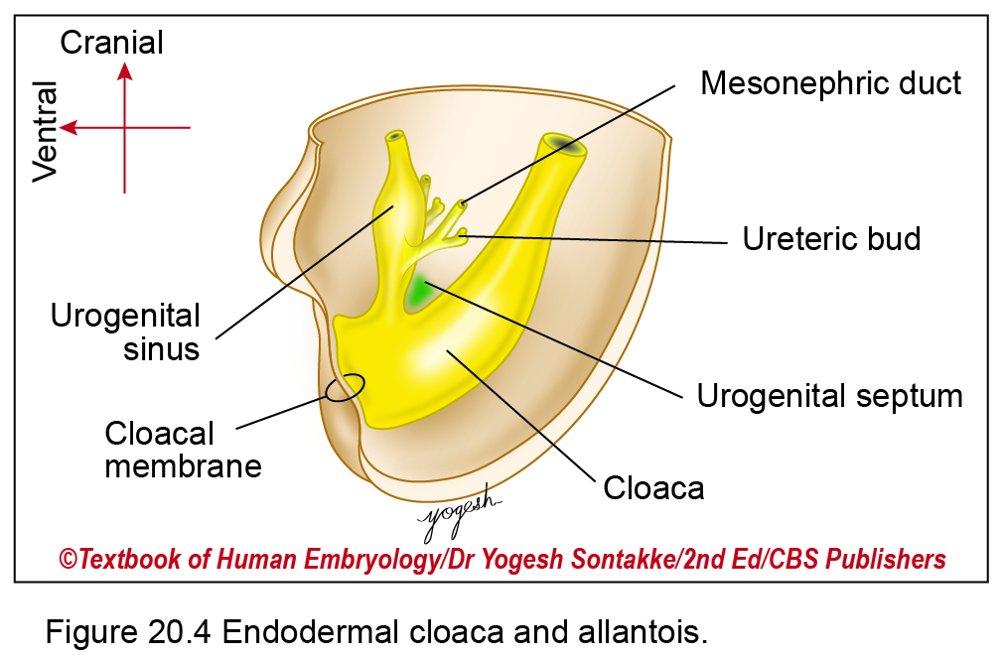 Cranial
Ventral
Mesonephric duct
Ureteric bud
Urogenital
sinus
Urogenital septum
Cloacal
membrane
Cloaca
yogesh
©Textbook of Human Embryology/Dr Yogesh Sontakke/2nd Ed/CBS Publishers
Figure 20.4 Endodermal cloaca and allantois.